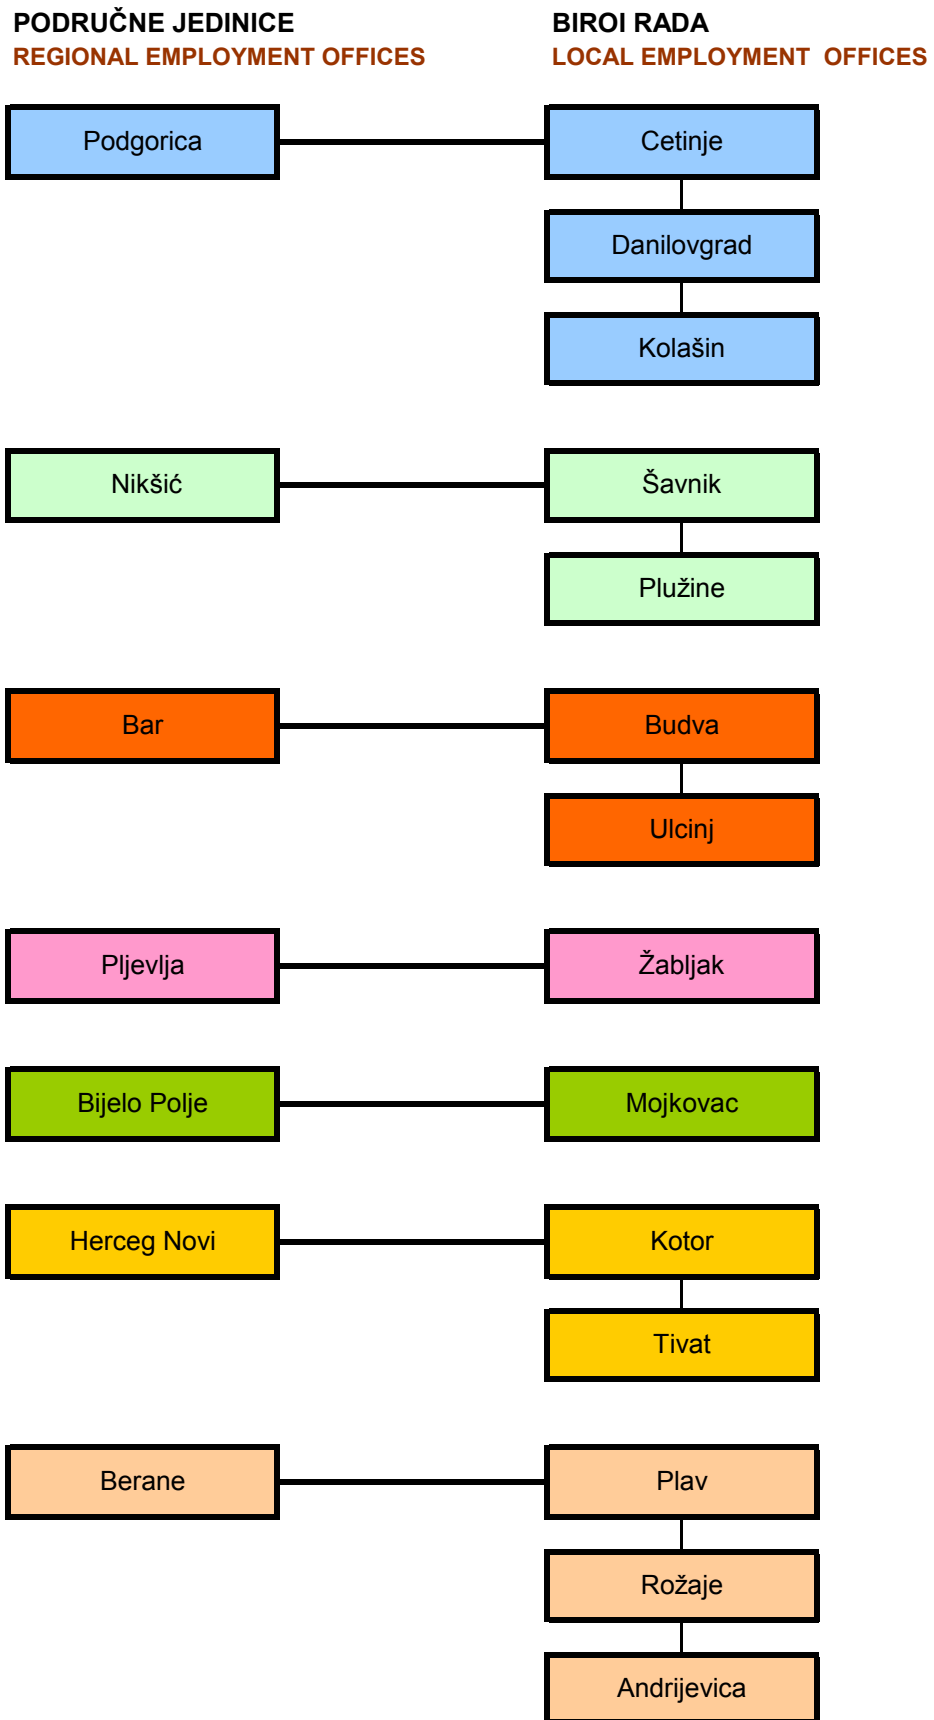 PODRUČNE JEDINICE
REGIONAL EMPLOYMENT OFFICES
BIROI RADA
LOCAL EMPLOYMENT OFFICES
Podgorica
Cetinje
Danilovgrad
Kolašin
Nikšić
Šavnik
Plužine
Bar
Budva
Ulcinj
Pljevlja
Žabljak
Bijelo Polje
Mojkovac
Herceg Novi
Kotor
Tivat
Berane
Plav
Rožaje
Andrijevica